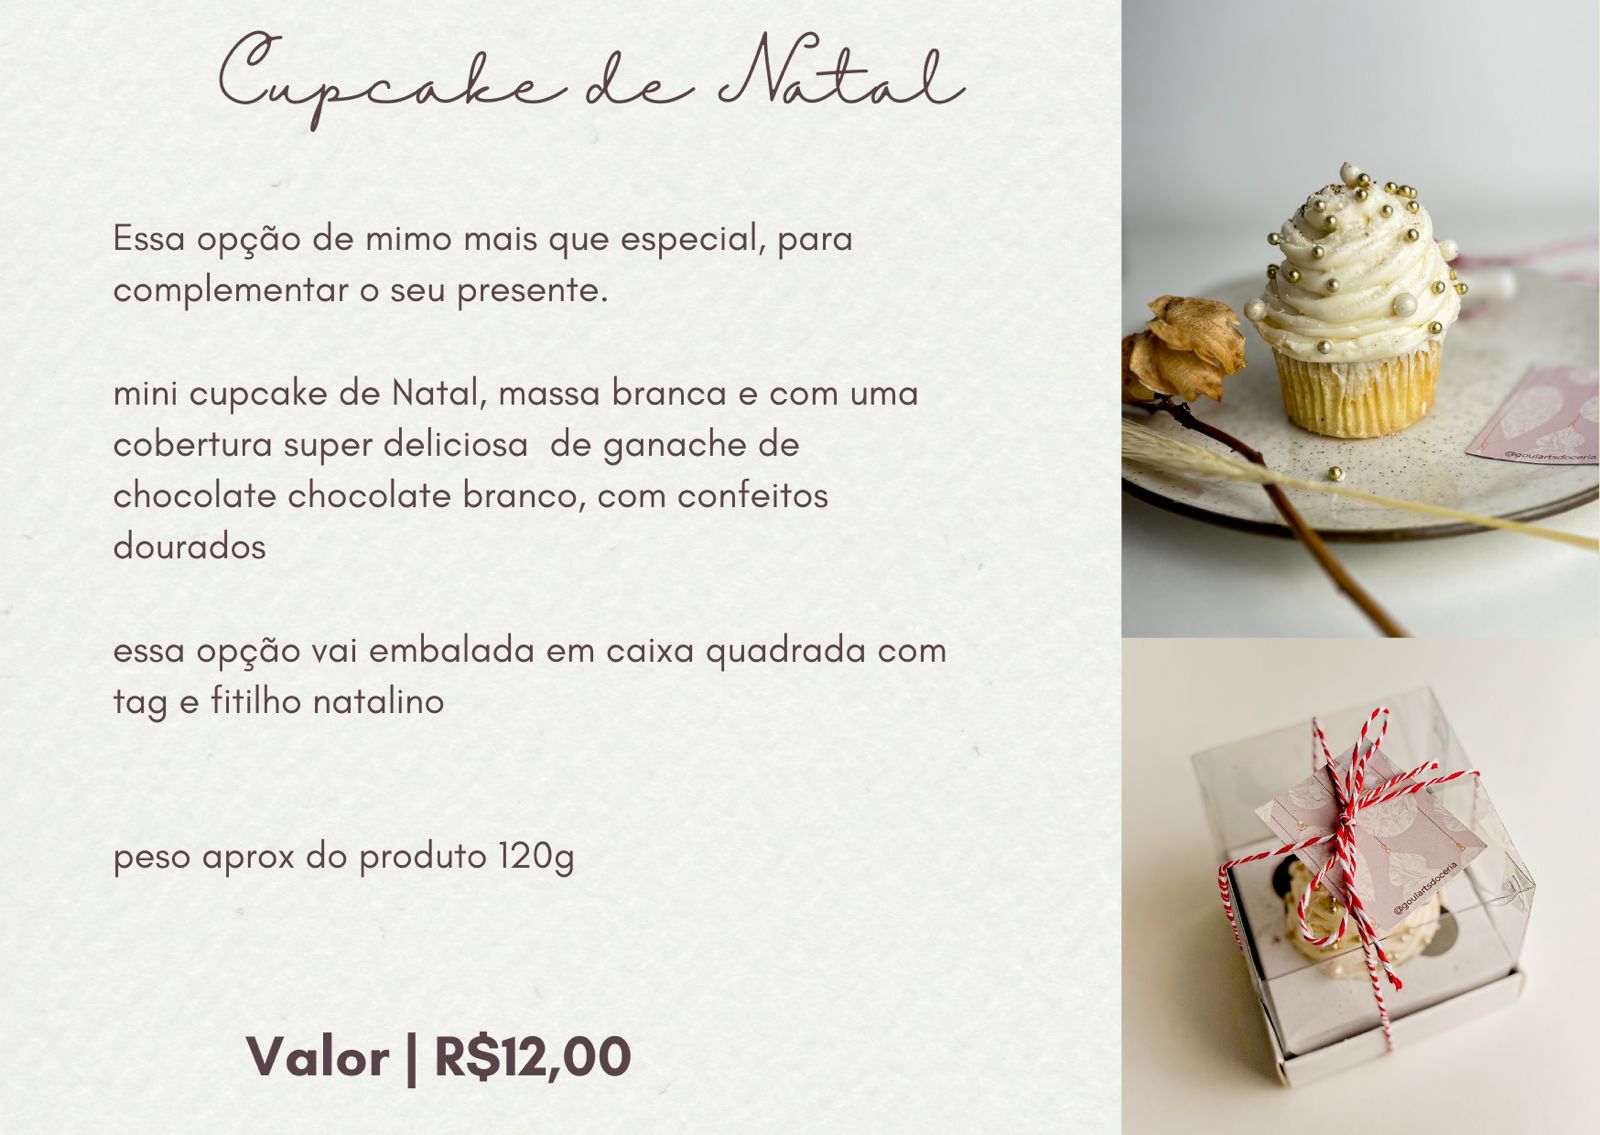 Cupcake de Natal
Essa opção de mimo mais que especial, para
complementar o seu presente.
mini cupcake de Natal, massa branca e com uma
cobertura super deliciosa  de ganache de
chocolate chocolate branco, com confeitos
dourados
essa opção vai embalada em caixa quadrada com
tag e fitilho natalino
peso aprox do produto 120g
Valor | R$12,00
@goulartsdoceria
@goulartsdoceria